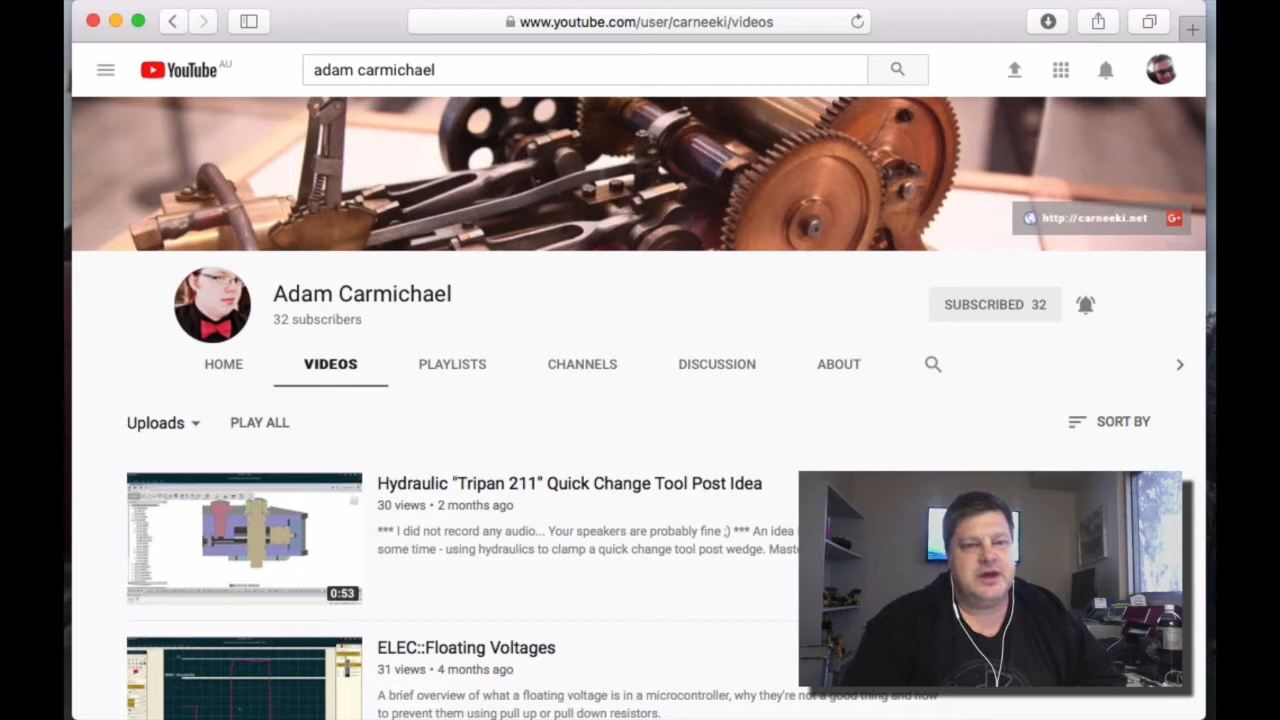 www.youtube.com/user/carneeki/videos
YouTube AU
adam carmichael
http://carneeki.net
G+
Adam Carmichael
32 subscribers
SUBSCRIBED 32
HOME
VIDEOS
PLAYLISTS
CHANNELS
DISCUSSION
ABOUT
Uploads
PLAY ALL
SORT BY
Hydraulic "Tripan 211" Quick Change Tool Post Idea
30 views • 2 months ago
*** I did not record any audio... Your speakers are probably fine ;) *** An idea
some time - using hydraulics to clamp a quick change tool post wedge.
0:53
ELEC::Floating Voltages
31 views • 4 months ago
A brief overview of what a floating voltage is in a microcontroller, why they're not a good thing and how
to prevent them using pull up or pull down resistors.